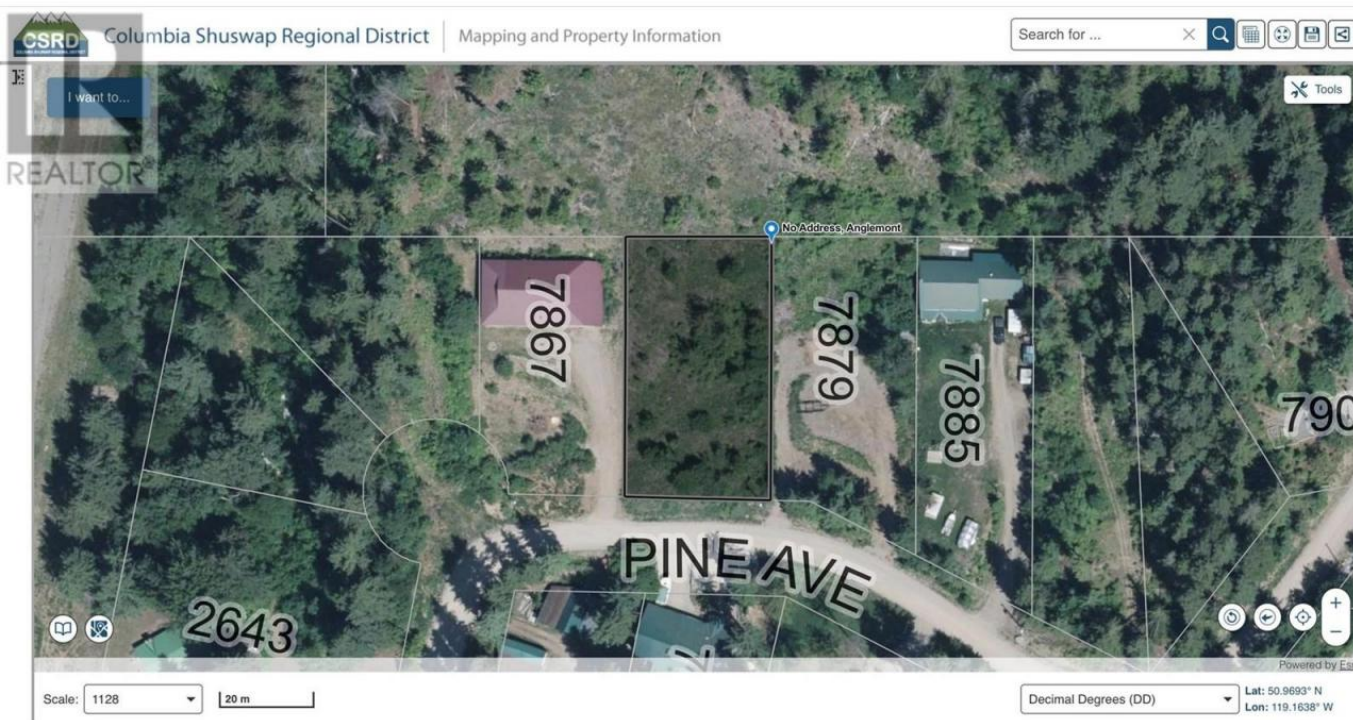 CSRD
Columbia Shuswap Regional District
Mapping and Property Information
Search for ...
I want to...
Tools
REALTOR
No Address, Anglemont
7867
7879
7885
790
PINE AVE
2643
Powered by Esri
Scale: 1128
20 m
Decimal Degrees (DD)
Lat: 50.9693° N
Lon: 119.1638° W